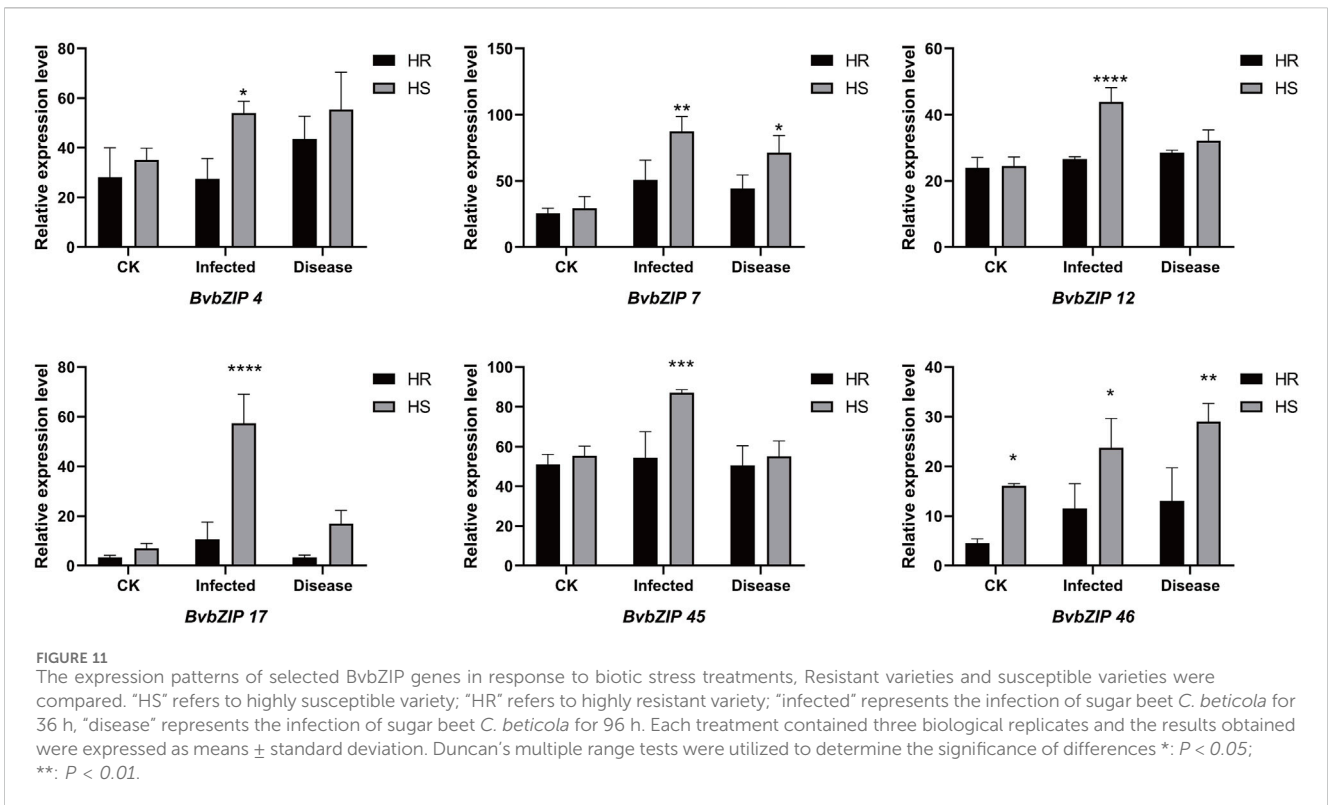 80
60
40
20
0
Relative expression level
*
HR
HS
CK Infected Disease
BvbZIP 4
150
100
50
0
Relative expression level
**
*
HR
HS
CK Infected Disease
BvbZIP 7
60
40
20
0
Relative expression level
****
HR
HS
CK Infected Disease
BvbZIP 12
80
60
40
20
0
Relative expression level
****
HR
HS
CK Infected Disease
BvbZIP 17
100
80
60
40
20
0
Relative expression level
***
HR
HS
CK Infected Disease
BvbZIP 45
40
30
20
10
0
Relative expression level
*
*
**
HR
HS
CK Infected Disease
BvbZIP 46
FIGURE 11
The expression patterns of selected BvbZIP genes in response to biotic stress treatments, Resistant varieties and susceptible varieties were
compared. “HS” refers to highly susceptible variety; “HR” refers to highly resistant variety; “infected” represents the infection of sugar beet C. beticola for
36 h, “disease” represents the infection of sugar beet C. beticola for 96 h. Each treatment contained three biological replicates and the results obtained
were expressed as means ± standard deviation. Duncan’s multiple range tests were utilized to determine the significance of differences *: P < 0.05;
**: P < 0.01.